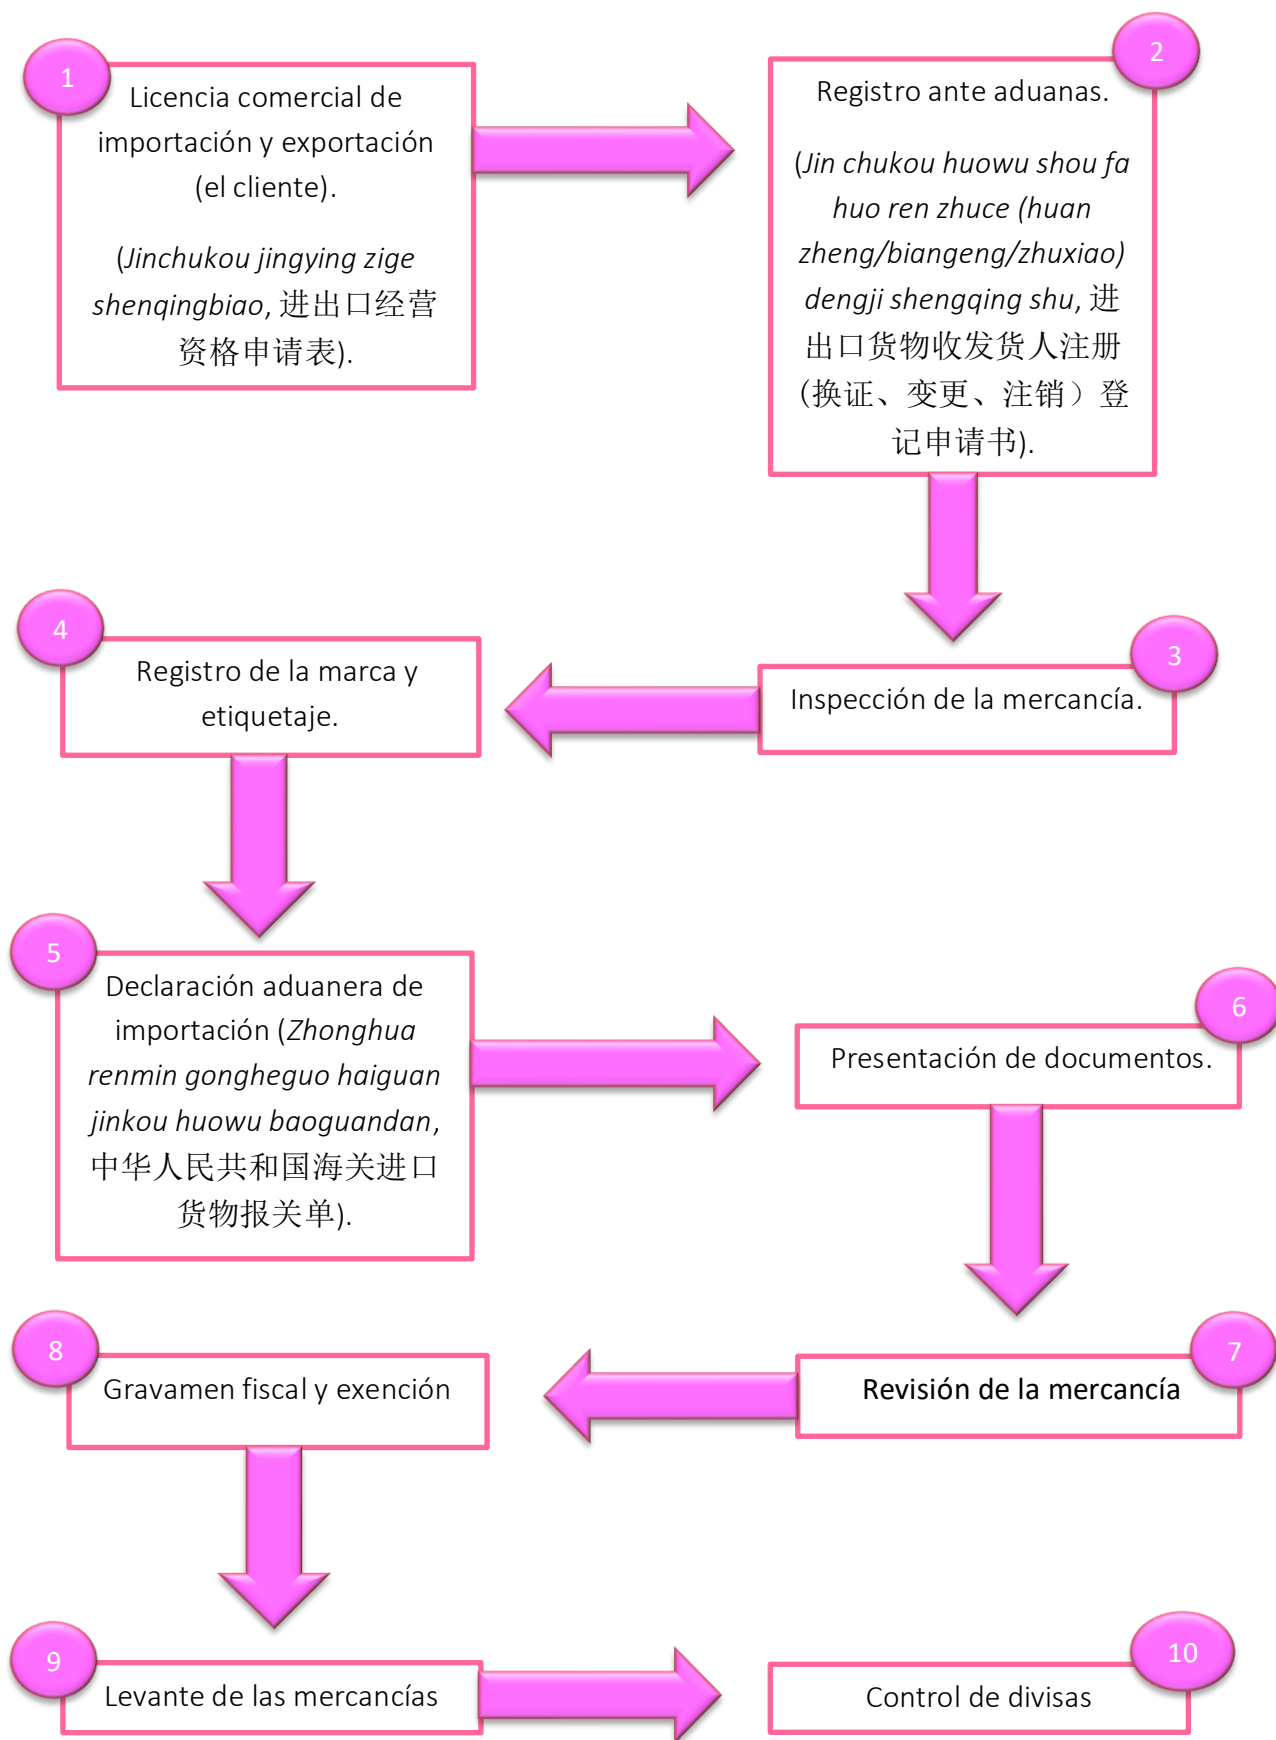 1
Licencia comercial de
importación y exportación
(el cliente).
(Jinchukou jingying zige
shenqingbiao, 进出口经营
资格申请表).
2
Registro ante aduanas.
(Jin chukou huowu shou fa
huo ren zhuce (huan
zheng/biangeng/zhuxiao)
dengji shengqing shu, 进
出口货物收发货人注册
（换证、变更、注销）登
记申请书).
3
Inspección de la mercancía.
4
Registro de la marca y
etiquetaje.
5
Declaración aduanera de
importación (Zhonghua
renmin gongheguo haiguan
jinkou huowu baoguandan,
中华人民共和国海关进口
货物报关单).
6
Presentación de documentos.
7
Revisión de la mercancía
8
Gravamen fiscal y exención
9
Levante de las mercancías
10
Control de divisas